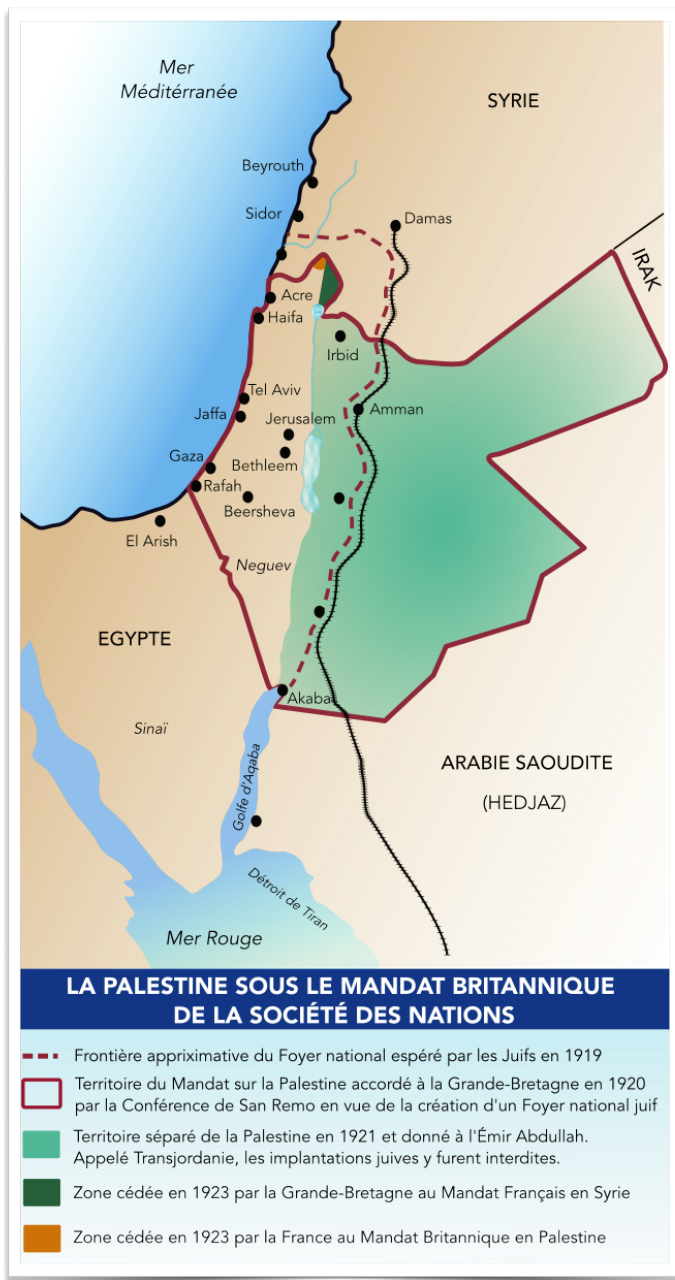 Mer
Méditérranée
SYRIE
Beyrouth
Sidor
Damas
IRAK
Acre
Haifa
Irbid
Tel Aviv
Jaffa
Amman
Jerusalem
Gaza
Bethleem
Rafah
Beersheva
El Arish
Neguev
EGYPTE
Akaba
Sinaï
Golfe d'Aqaba
ARABIE SAOUDITE
(HEDJAZ)
Détroit de Tiran
Mer Rouge
LA PALESTINE SOUS LE MANDAT BRITANNIQUE
DE LA SOCIÉTÉ DES NATIONS
Frontière appriximative du Foyer national espéré par les Juifs en 1919
Territoire du Mandat sur la Palestine accordé à la Grande-Bretagne en 1920
par la Conférence de San Remo en vue de la création d'un Foyer national juif
Territoire séparé de la Palestine en 1921 et donné à l'Émir Abdullah.
Appelé Transjordanie, les implantations juives y furent interdites.
Zone cédée en 1923 par la Grande-Bretagne au Mandat Français en Syrie
Zone cédée en 1923 par la France au Mandat Britannique en Palestine